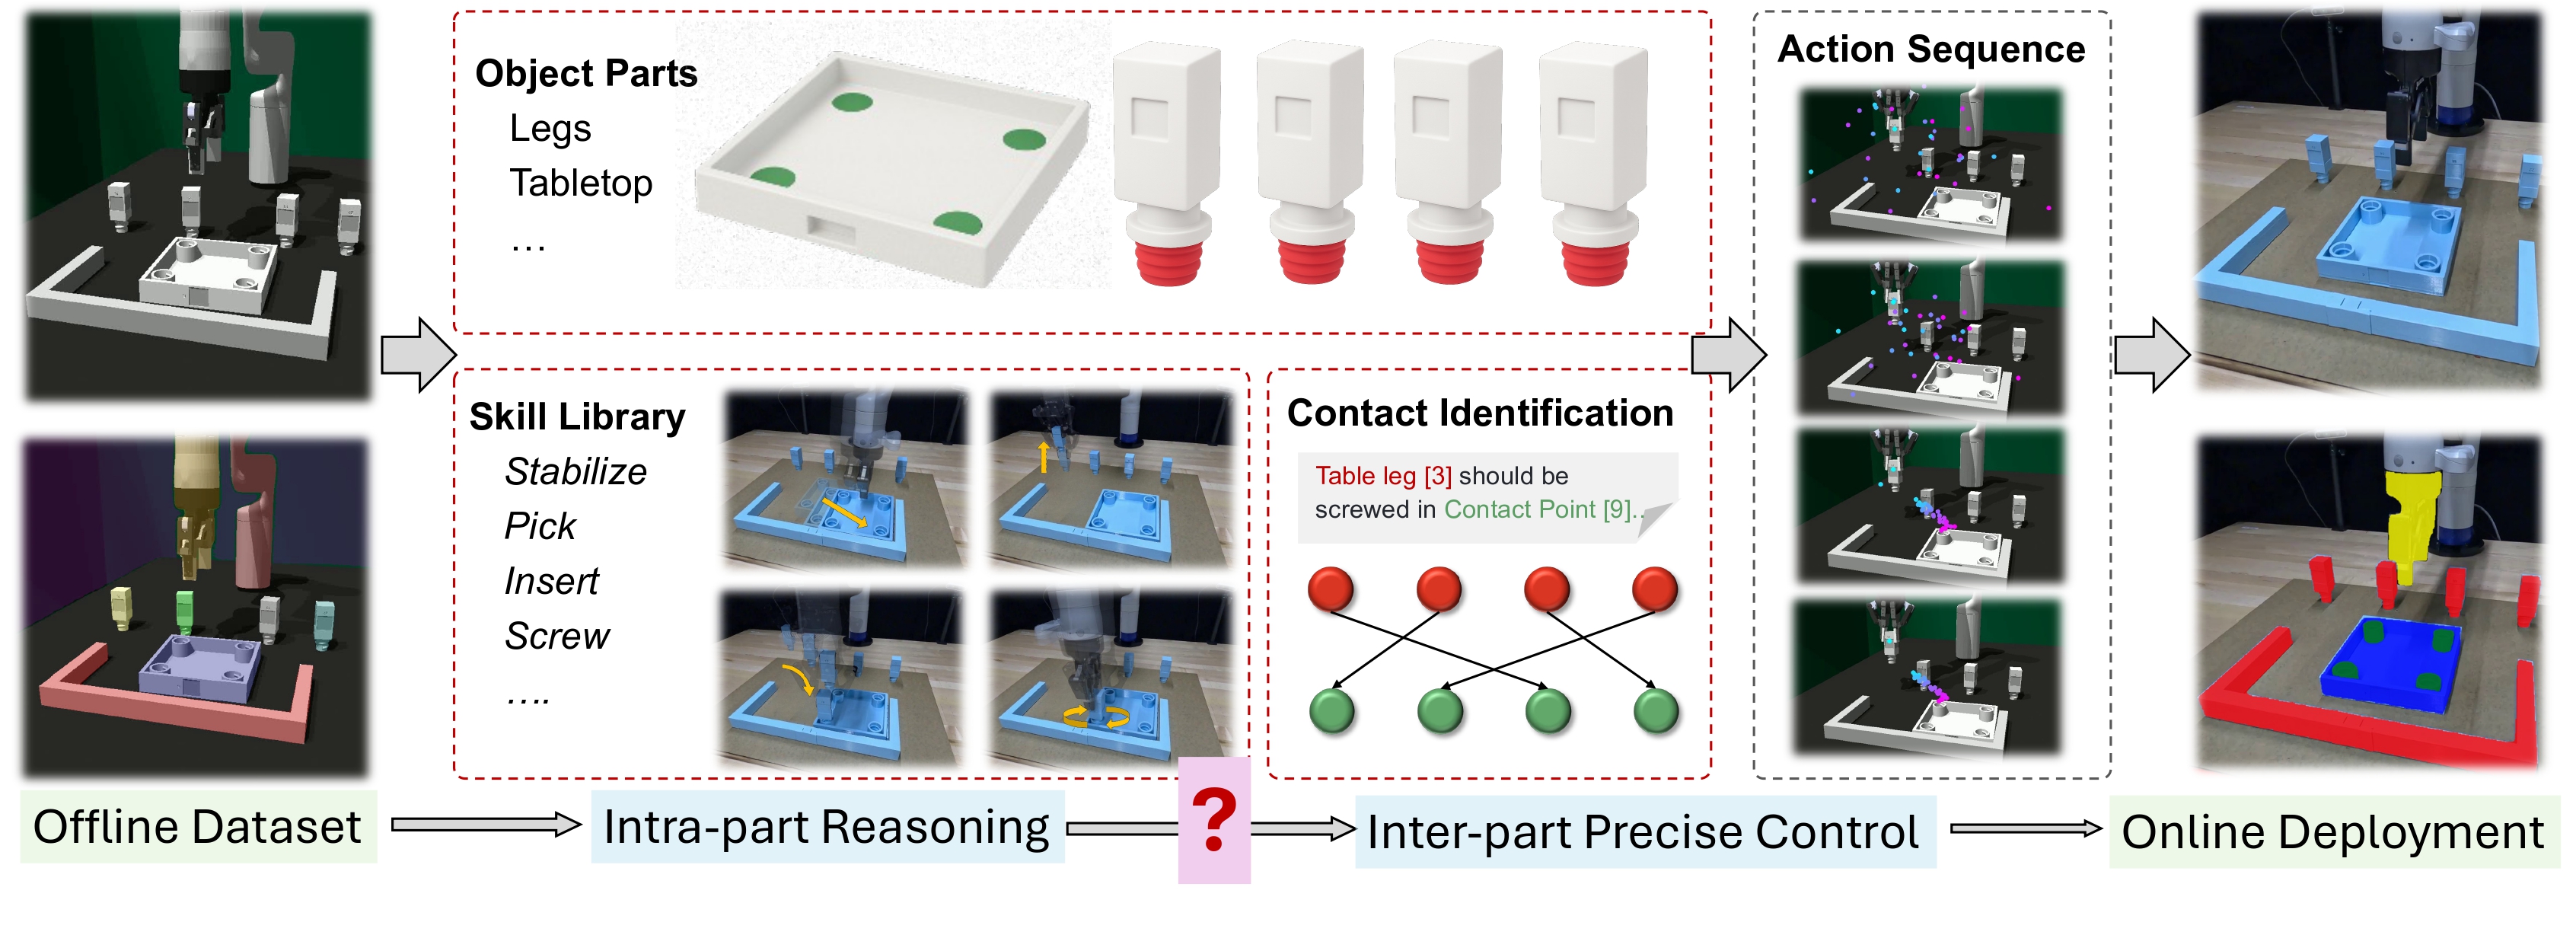 Object Parts
Legs
Tabletop
…
Skill Library
Stabilize
Pick
Insert
Screw
….
Contact Identification
Table leg [3] should be
screwed in Contact Point [9]..
Action Sequence
Offline Dataset
Intra-part Reasoning
?
Inter-part Precise Control
Online Deployment